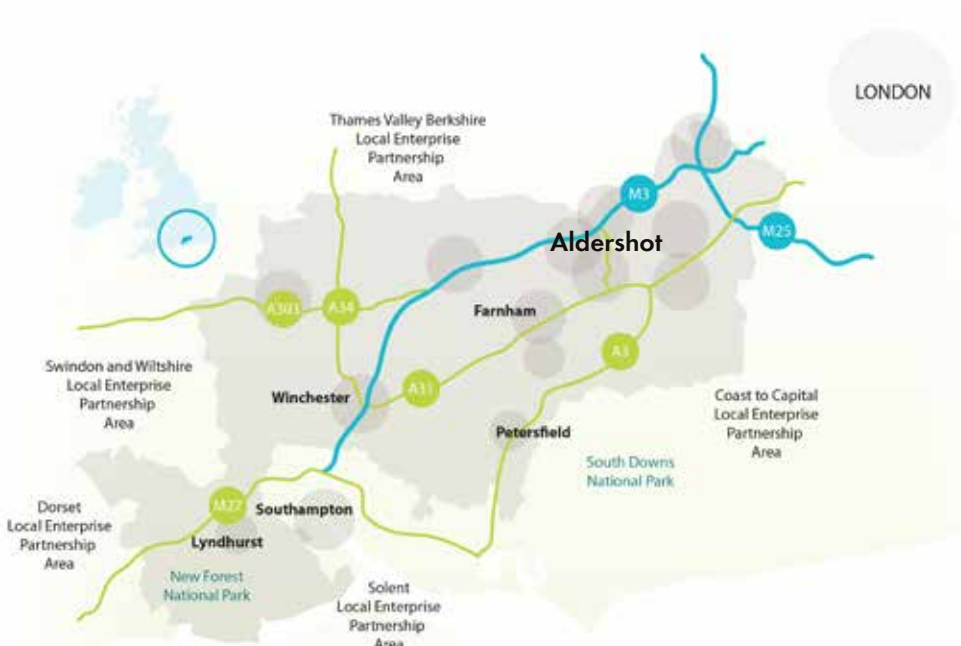 LONDON
Thames Valley Berkshire
Local Enterprise
Partnership
Area
M3
M25
Aldershot
A303
A34
Farnham
A3
Swindon and Wiltshire
Local Enterprise
Partnership
Area
Winchester
A31
Coast to Capital
Local Enterprise
Partnership
Area
Petersfield
South Downs
National Park
M27
Southampton
Dorset
Local Enterprise
Partnership
Area
Lyndhurst
New Forest
National Park
Solent
Local Enterprise
Partnership
Area